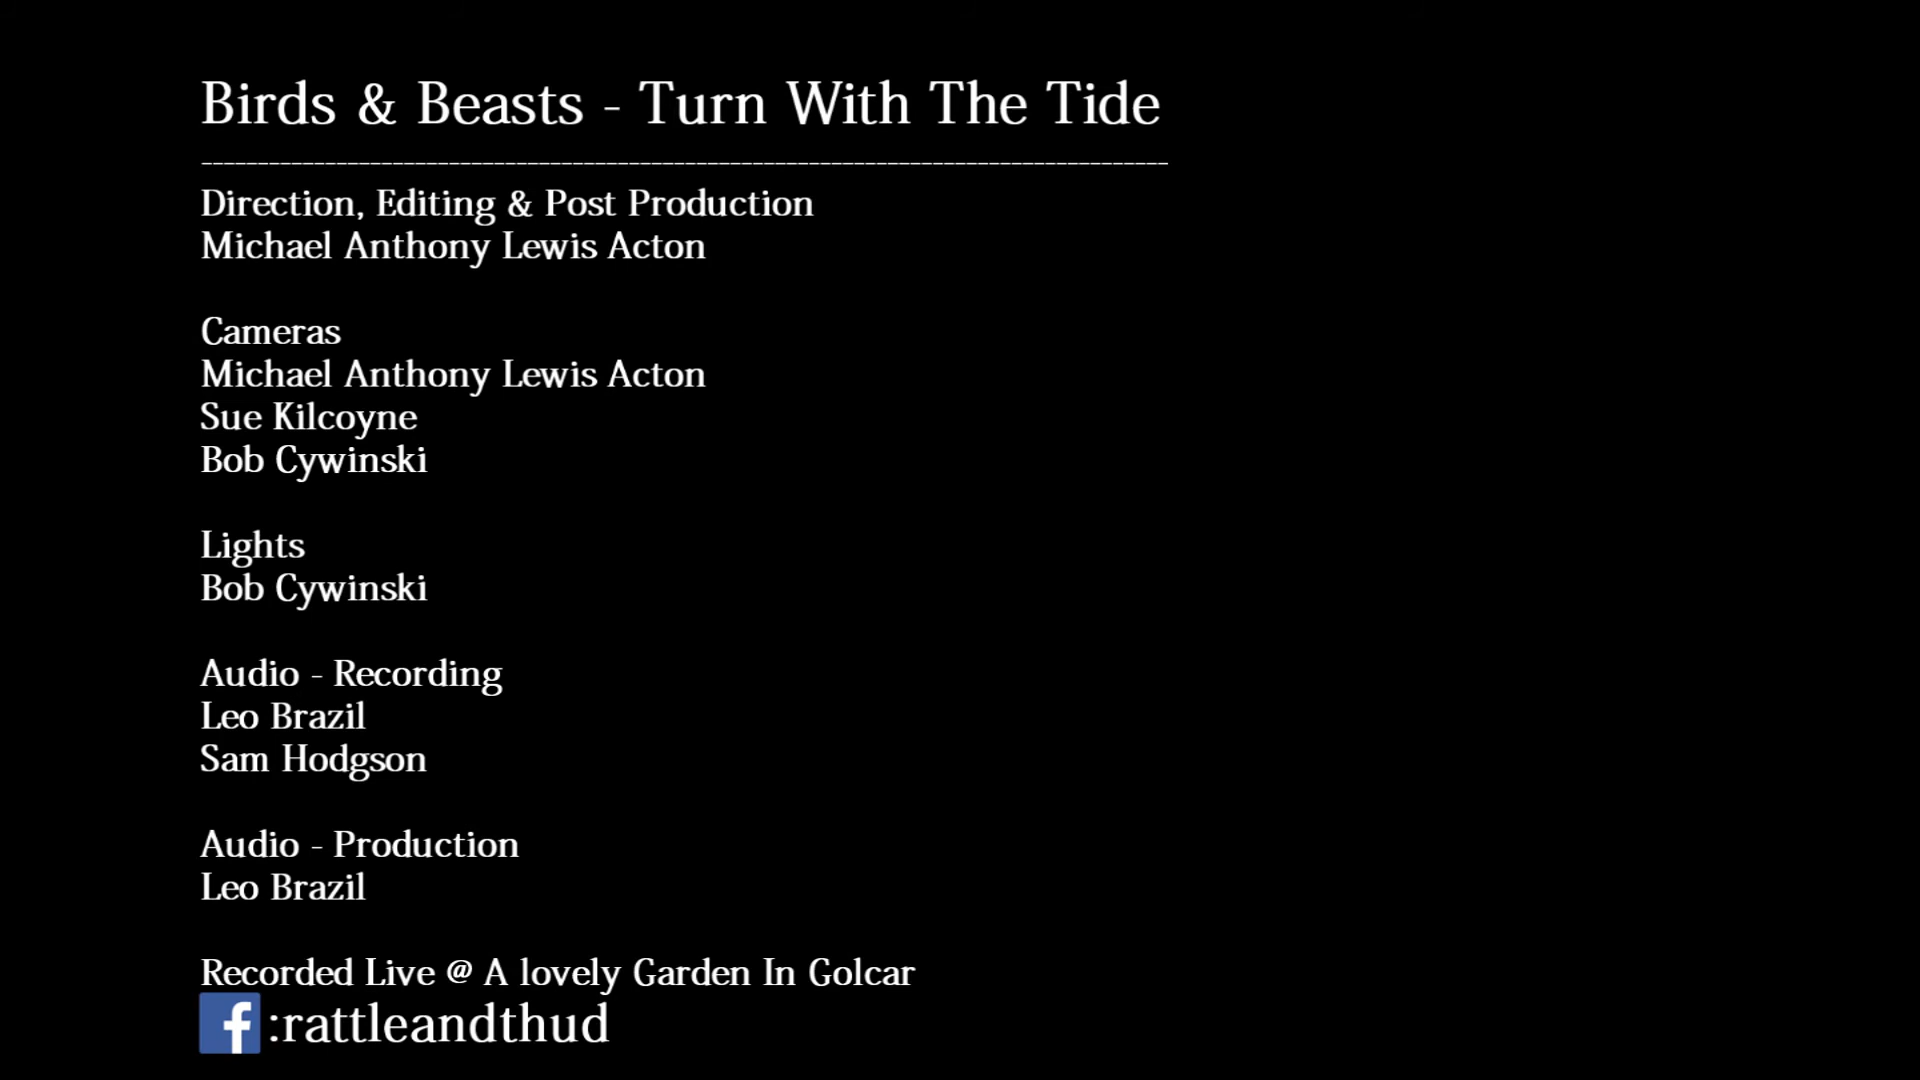 Birds & Beasts - Turn With The Tide
--------------------------------------------------------------------------------------
Direction, Editing & Post Production
Michael Anthony Lewis Acton
Cameras
Michael Anthony Lewis Acton
Sue Kilcoyne
Bob Cywinski
Lights
Bob Cywinski
Audio - Recording
Leo Brazil
Sam Hodgson
Audio - Production
Leo Brazil
Recorded Live @ A lovely Garden In Golcar
f :rattleandthud